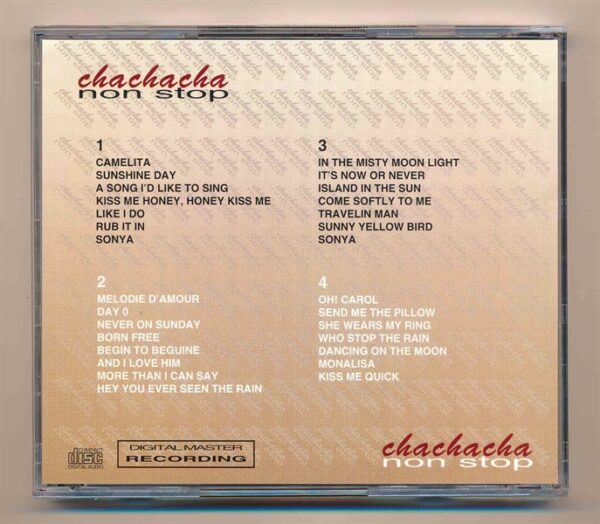 chachacha
non stop
1
CAMELITA
SUNSHINE DAY
A SONG I'D LIKE TO SING
KISS ME HONEY, HONEY KISS ME
LIKE I DO
RUB IT IN
SONYA
2
MELODIE D'AMOUR
DAY 0
NEVER ON SUNDAY
BORN FREE
BEGIN TO BEGUINE
AND I LOVE HIM
MORE THAN I CAN SAY
HEY YOU EVER SEEN THE RAIN
3
IN THE MISTY MOON LIGHT
IT'S NOW OR NEVER
ISLAND IN THE SUN
COME SOFTLY TO ME
TRAVELIN MAN
SUNNY YELLOW BIRD
SONYA
4
OH! CAROL
SEND ME THE PILLOW
SHE WEARS MY RING
WHO STOP THE RAIN
DANCING ON THE MOON
MONALISA
KISS ME QUICK
COMPACT
disc
DIGITAL AUDIO
DIGITAL MASTER
RECORDING
chachacha
non stop